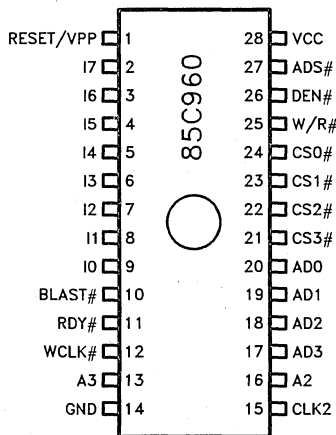 RESET/VPP 1 28 VCC
I7 2 27 ADS#
I6 3 26 DEN#
I5 4 25 W/R#
I4 5 24 CS0#
I3 6 23 CS1#
I2 7 22 CS2#
I1 8 21 CS3#
I0 9 20 AD0
BLAST# 10 19 AD1
RDY# 11 18 AD2
WCLK# 12 17 AD3
A3 13 16 A2
GND 14 15 CLK2
85C960